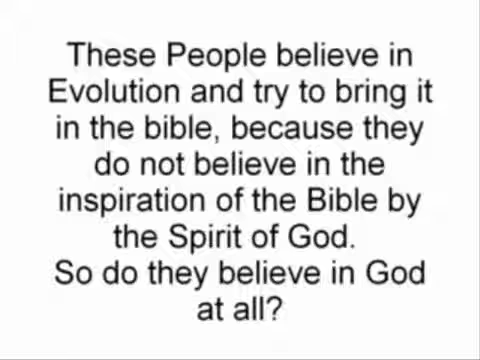 These People believe in
Evolution and try to bring it
in the bible, because they
do not believe in the
inspiration of the Bible by
the Spirit of God.
So do they believe in God
at all?